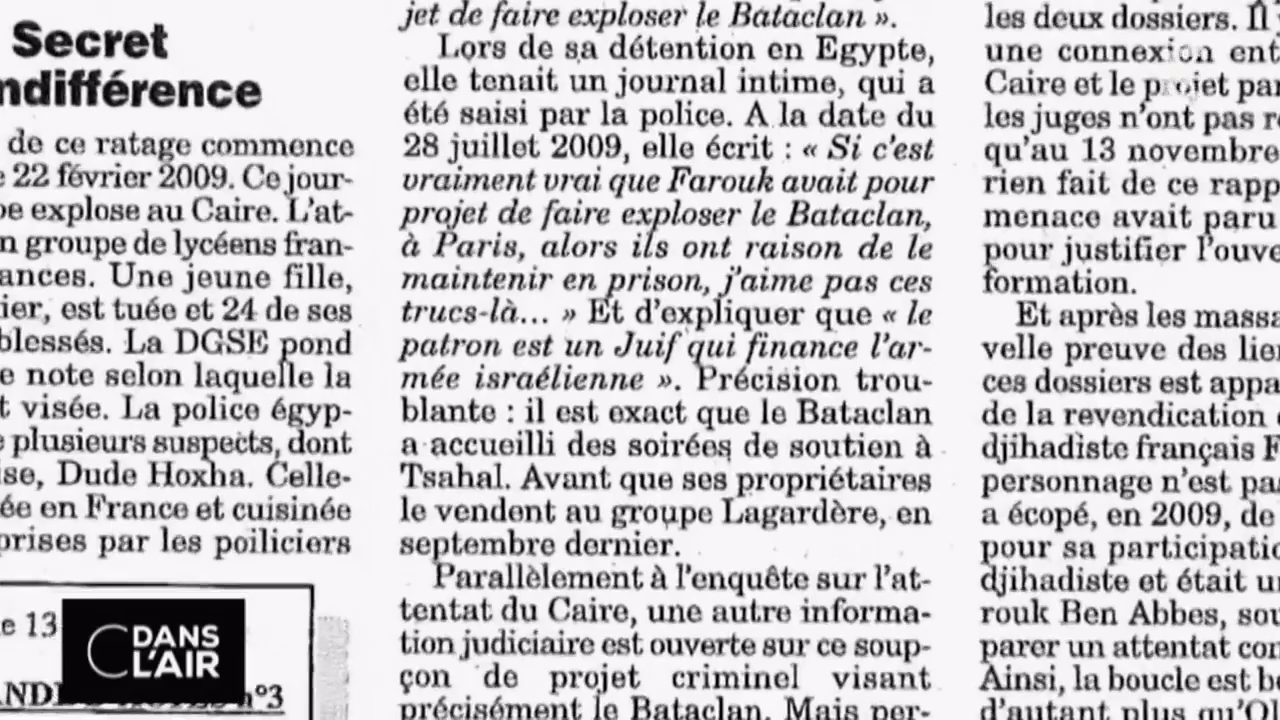 Secret
ndifférence
de ce ratage commence
e 22 février 2009. Ce jour-
be explose au Caire. L'at-
n groupe de lycéens fran-
ances. Une jeune fille,
ier, est tuée et 24 de ses
blessés. La DGSE pond
e note selon laquelle la
t visée. La police égyp-
e plusieurs suspects, dont
ise, Dude Hoxha. Celle-
ée en France et cuisinée
prises par les poiliciers
e 13
C DANS
L'AIR
n°3
jet de faire exploser le Bataclan ».
Lors de sa détention en Egypte,
elle tenait un journal intime, qui a
été saisi par la police. A la date du
28 juillet 2009, elle écrit : « Si c'est
vraiment vrai que Farouk avait pour
projet de faire exploser le Bataclan,
à Paris, alors ils ont raison de le
maintenir en prison, j'aime pas ces
trucs-là... » Et d'expliquer que « le
patron est un Juif qui finance l'ar-
mée israélienne ». Précision trou-
blante : il est exact que le Bataclan
a accueilli des soirées de soutien à
Tsahal. Avant que ses propriétaires
le vendent au groupe Lagardère, en
septembre dernier.
Parallèlement à l'enquête sur l'at-
tentat du Caire, une autre informa-
tion judiciaire est ouverte sur ce soup-
çon de projet criminel visant
précisément le Bataclan. Mais per-
les deux dossiers. Il
une connexion ent
Caire et le projet par
les juges n'ont pas r
qu'au 13 novembre
rien fait de ce rapp
menace avait paru
pour justifier l'ouve
formation.
Et après les massa
velle preuve des lien
ces dossiers est appa
de la revendication
djihadiste français F
personnage n'est pas
a écopé, en 2009, de
pour sa participatio
djihadiste et était un
rouk Ben Abbes, sou
parer un attentat con
Ainsi, la boucle est bo
d'autant plus qu'Ol